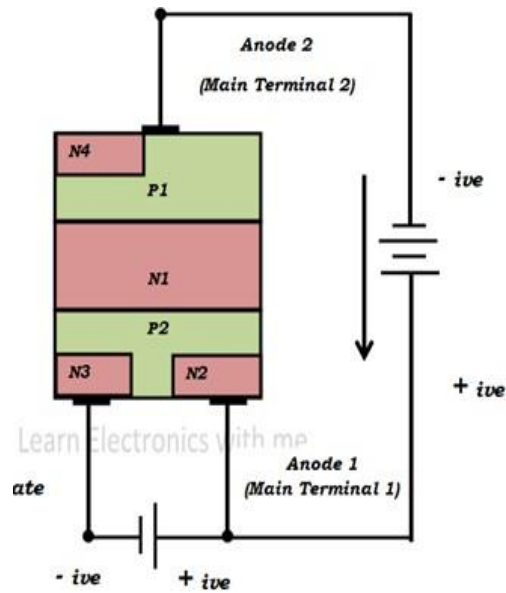 Anode 2
(Main Terminal 2)
N4
P1
- ive
N1
P2
+ ive
N3
N2
Learn Electronics with me
Anode 1
(Main Terminal 1)
ate
- ive
+ ive